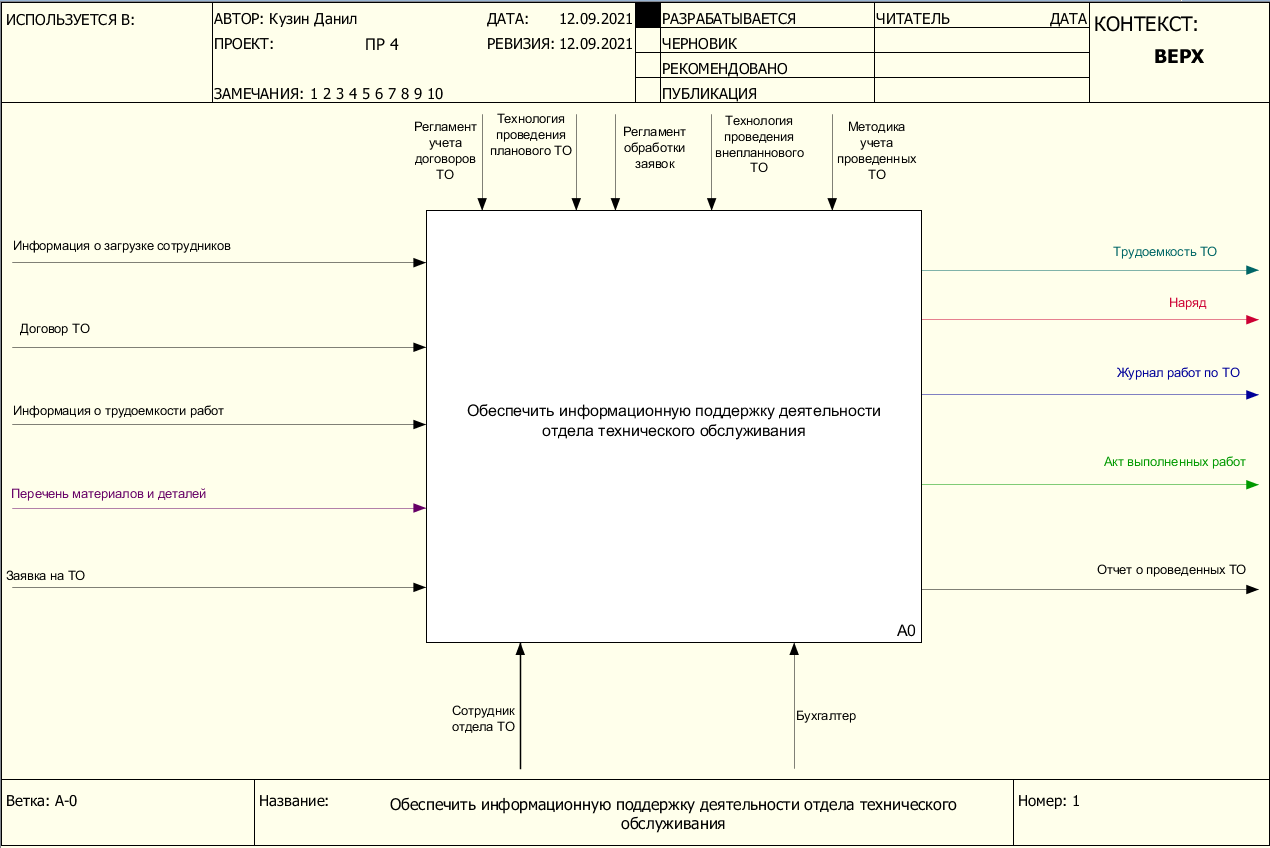 ИСПОЛЬЗУЕТСЯ В:
АВТОР: Кузин Данил
ДАТА: 12.09.2021
ПРОЕКТ: ПР 4
РЕВИЗИЯ: 12.09.2021
ЗАМЕЧАНИЯ: 1 2 3 4 5 6 7 8 9 10
РАЗРАБАТЫВАЕТСЯ
ЧЕРНОВИК
РЕКОМЕНДОВАНО
ПУБЛИКАЦИЯ
ЧИТАТЕЛЬ ДАТА
КОНТЕКСТ:
ВЕРХ
Регламент
учета
договоров
ТО
Технология
проведения
планового ТО
Регламент
обработки
заявок
Технология
проведения
внепланнового
ТО
Методика
учета
проведенных
ТО
Информация о загрузке сотрудников
Договор ТО
Информация о трудоемкости работ
Перечень материалов и деталей
Заявка на ТО
Обеспечить информационную поддержку деятельности
отдела технического обслуживания
A0
Трудоемкость ТО
Наряд
Журнал работ по ТО
Акт выполненных работ
Отчет о проведенных ТО
Сотрудник
отдела ТО
Бухгалтер
Ветка: A-0
Название:
Обеспечить информационную поддержку деятельности отдела технического
обслуживания
Номер: 1